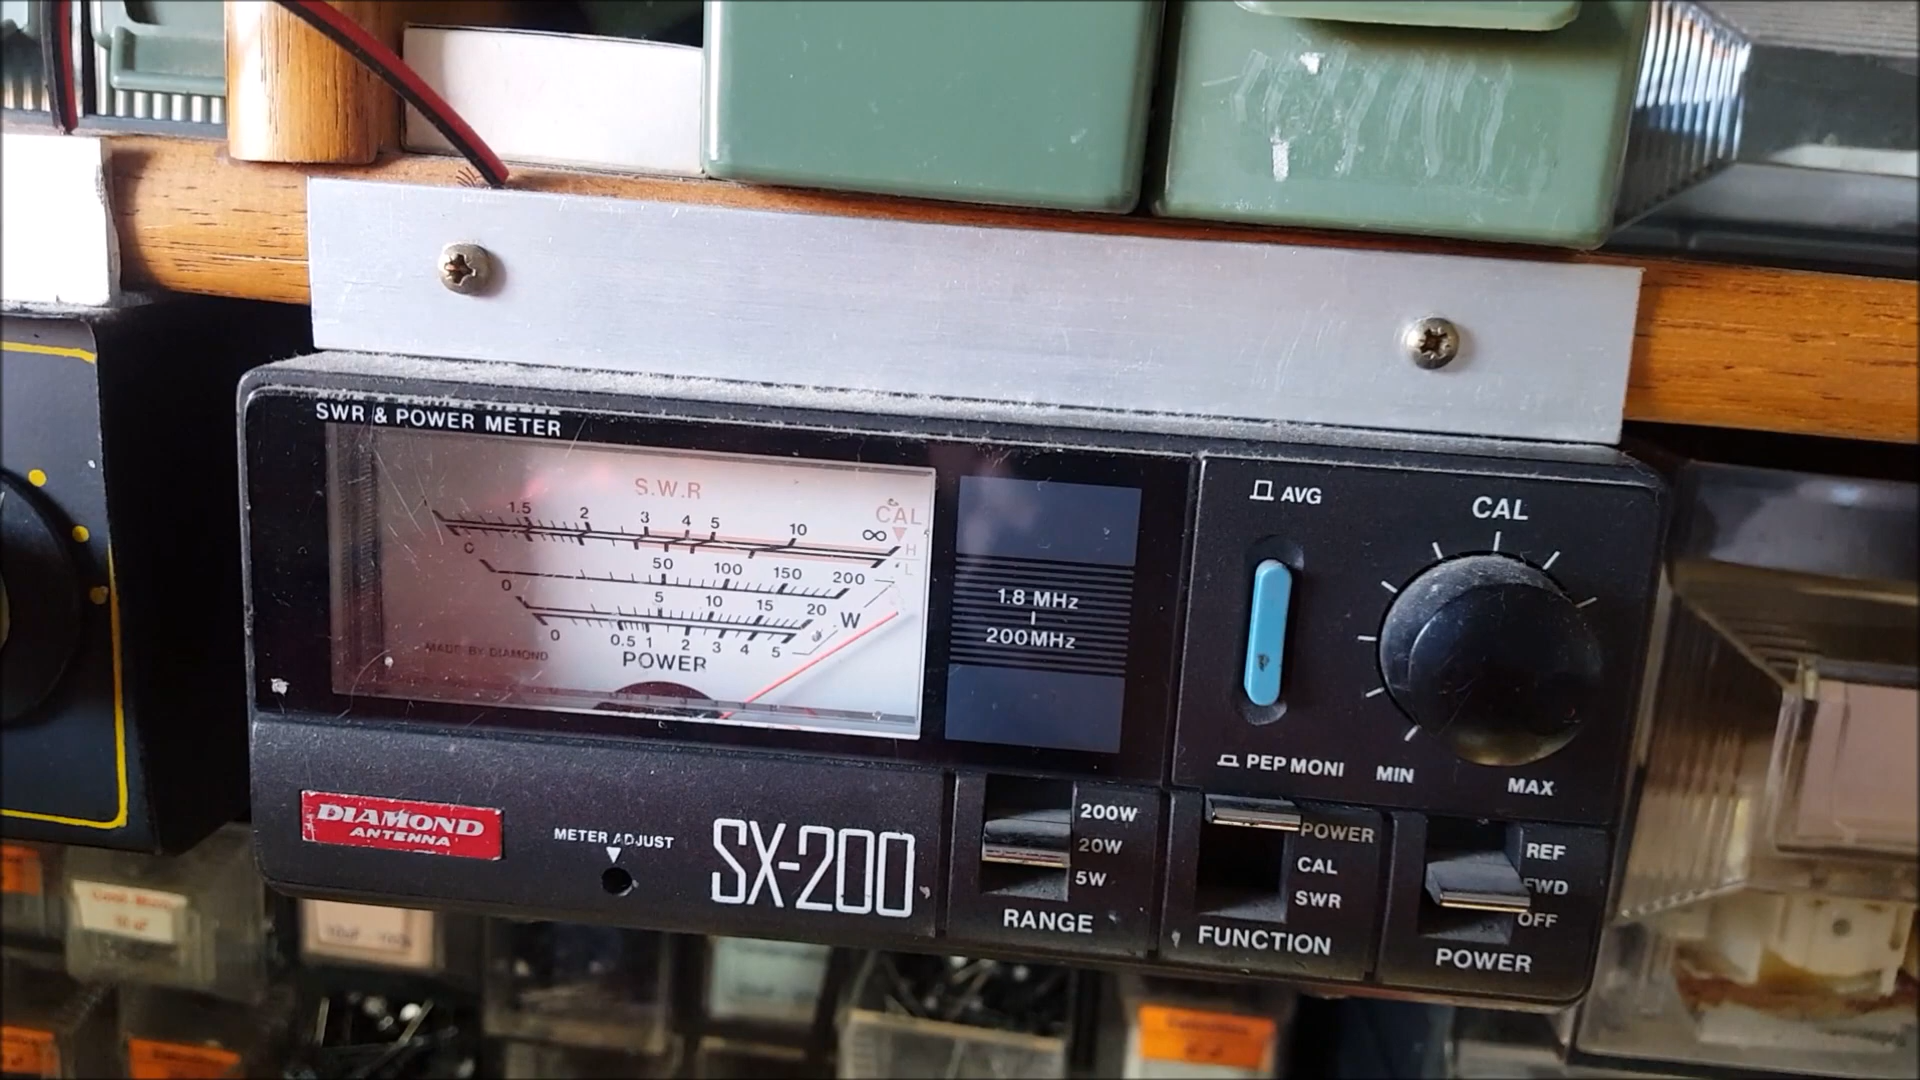 SWR & POWER METER
S.W.R
CAL
1.5 2 3 4 5 10 ∞
H
L
C
50 100 150 200
0
5 10 15 20
W
0 0.5 1 2 3 4 5
POWER
MADE BY DIAMOND
1.8 MHz
200MHz
AVG
CAL
PEP MONI
MIN
MAX
DIAMOND
ANTENNA
METER ADJUST
SX-200
200W
20W
5W
RANGE
POWER
CAL
SWR
FUNCTION
REF
FWD
OFF
POWER